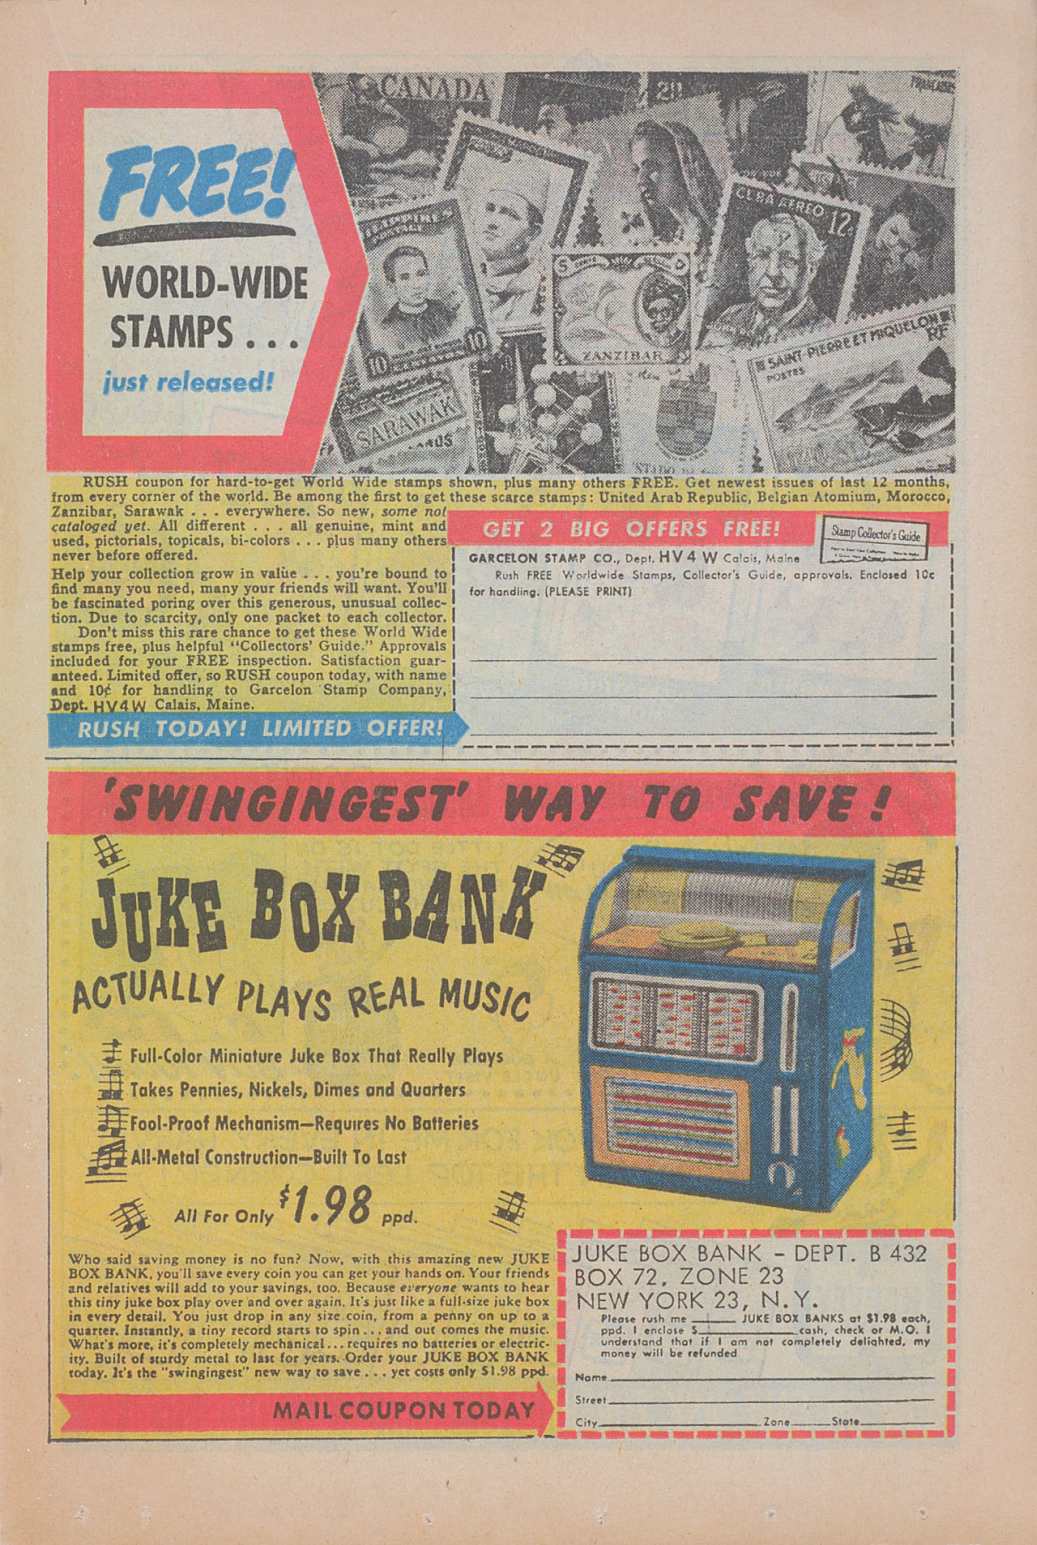 FREE!
WORLD-WIDE
STAMPS . . .
just released!
CANADA
20
PHILIPPINES
POSTAGE
10
10
5
ZANZIBAR
CUBA AEREO 12c
SAINT-PIERRE ET MIQUELON
POSTES
RF
SARAWAK
RUSH coupon for hard-to-get World Wide stamps shown, plus many others FREE. Get newest issues of last 12 months,
from every corner of the world. Be among the first to get these scarce stamps: United Arab Republic, Belgian Atomium, Morocco,
Zanzibar, Sarawak . . . everywhere. So new, some not
cataloged yet. All different . . . all genuine, mint and
used, pictorials, topicals, bi-colors . . . plus many others
never before offered.
Help your collection grow in value . . . you're bound to
find many you need, many your friends will want. You'll
be fascinated poring over this generous, unusual collec-
tion. Due to scarcity, only one packet to each collector.
Don't miss this rare chance to get these World Wide
stamps free, plus helpful "Collectors' Guide." Approvals
included for your FREE inspection. Satisfaction guar-
anteed. Limited offer, so RUSH coupon today, with name
and 10¢ for handling to Garcelon Stamp Company,
Dept. HV4W Calais, Maine.
RUSH TODAY! LIMITED OFFER!
GET 2 BIG OFFERS FREE!
Stamp Collector's Guide
GARCELON STAMP CO., Dept. HV4W Calais, Maine
Rush FREE Worldwide Stamps, Collector's Guide, approvals. Enclosed 10c
for handling. (PLEASE PRINT)
'SWINGINGEST' WAY TO SAVE!
JUKE BOX BANK
ACTUALLY PLAYS REAL MUSIC
Full-Color Miniature Juke Box That Really Plays
Takes Pennies, Nickels, Dimes and Quarters
Fool-Proof Mechanism—Requires No Batteries
All-Metal Construction—Built To Last
All For Only $1.98 ppd.
Who said saving money is no fun? Now, with this amazing new JUKE
BOX BANK, you'll save every coin you can get your hands on. Your friends
and relatives will add to your savings, too. Because everyone wants to hear
this tiny juke box play over and over again. It's just like a full-size juke box
in every detail. You just drop in any size coin, from a penny on up to a
quarter. Instantly, a tiny record starts to spin . . . and out comes the music.
What's more, it's completely mechanical . . . requires no batteries or electric-
ity. Built of sturdy metal to last for years. Order your JUKE BOX BANK
today. It's the "swingingest" new way to save . . . yet costs only $1.98 ppd.
MAIL COUPON TODAY
JUKE BOX BANK – DEPT. B 432
BOX 72, ZONE 23
NEW YORK 23, N.Y.
Please rush me ______ JUKE BOX BANKS at $1.98 each,
ppd. I enclose $______ cash, check or M.O. I
understand that if I am not completely delighted, my
money will be refunded
Name
Street
City Zone State